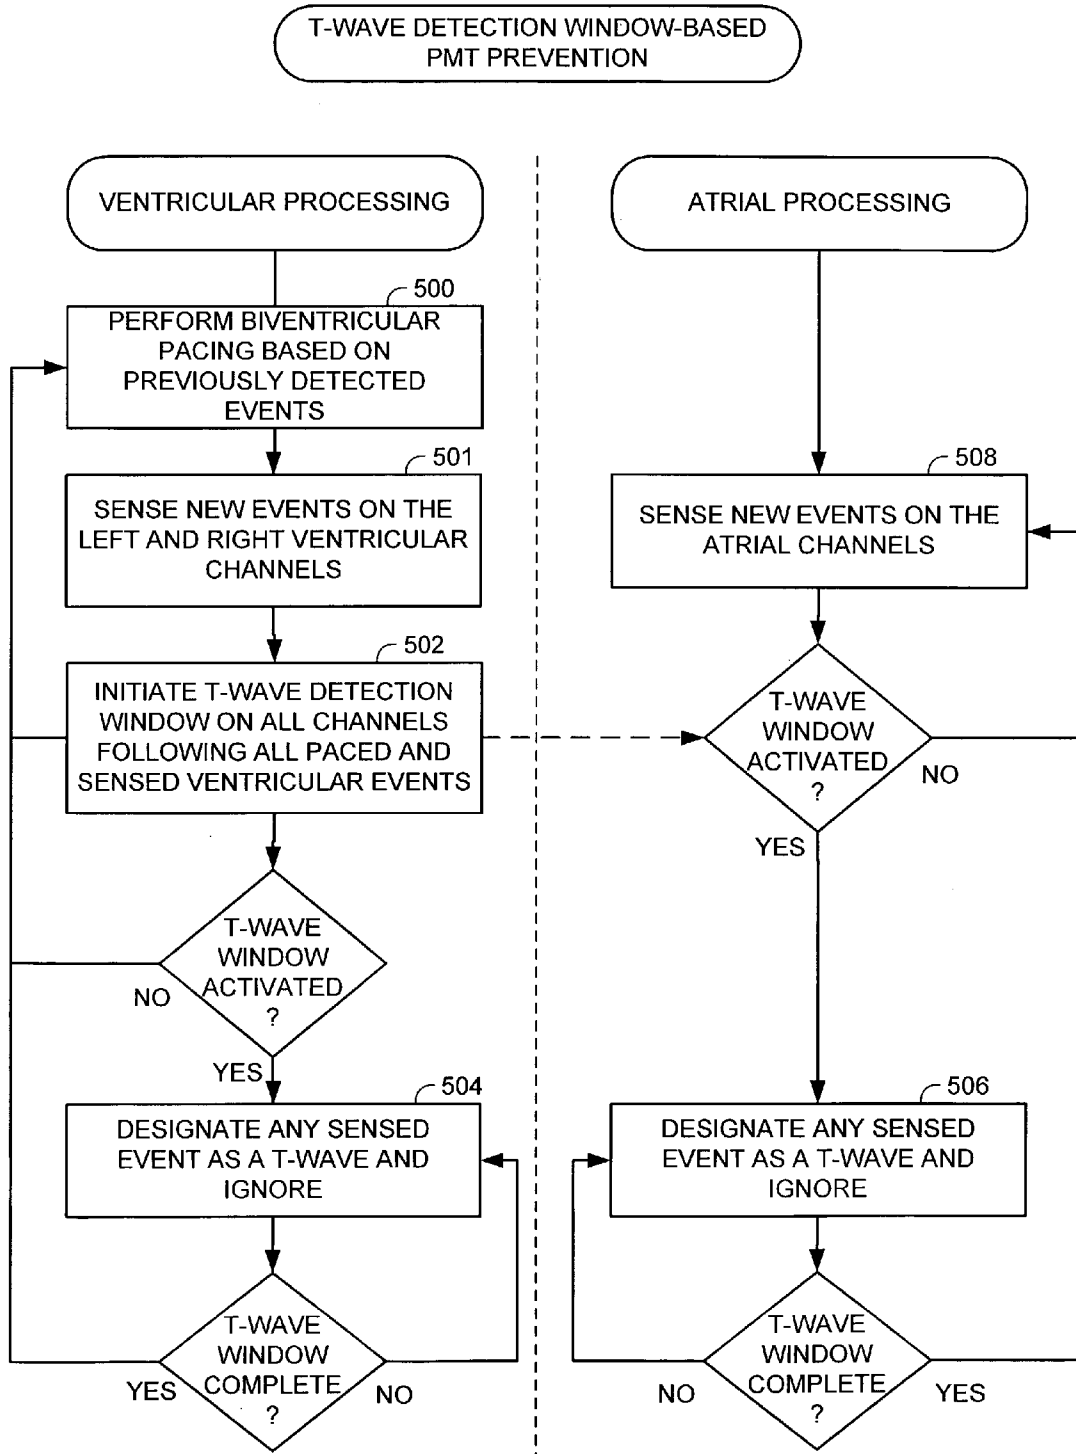 T-WAVE DETECTION WINDOW-BASED
PMT PREVENTION
VENTRICULAR PROCESSING
500
PERFORM BIVENTRICULAR
PACING BASED ON
PREVIOUSLY DETECTED
EVENTS
501
SENSE NEW EVENTS ON THE
LEFT AND RIGHT VENTRICULAR
CHANNELS
502
INITIATE T-WAVE DETECTION
WINDOW ON ALL CHANNELS
FOLLOWING ALL PACED AND
SENSED VENTRICULAR EVENTS
T-WAVE
WINDOW
ACTIVATED
?
NO
YES
504
DESIGNATE ANY SENSED
EVENT AS A T-WAVE AND
IGNORE
T-WAVE
WINDOW
COMPLETE
?
YES
NO
ATRIAL PROCESSING
508
SENSE NEW EVENTS ON THE
ATRIAL CHANNELS
T-WAVE
WINDOW
ACTIVATED
?
NO
YES
506
DESIGNATE ANY SENSED
EVENT AS A T-WAVE AND
IGNORE
T-WAVE
WINDOW
COMPLETE
?
NO
YES